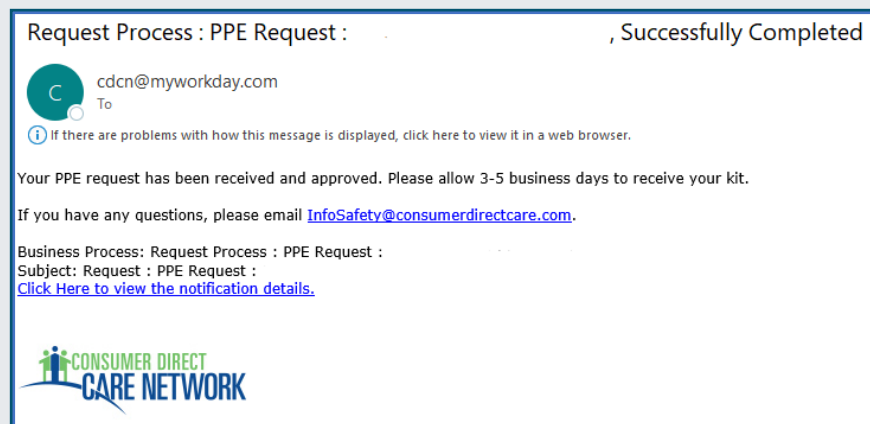 Request Process : PPE Request : , Successfully Completed
C
cdcn@myworkday.com
To
i If there are problems with how this message is displayed, click here to view it in a web browser.
Your PPE request has been received and approved. Please allow 3-5 business days to receive your kit.
If you have any questions, please email InfoSafety@consumerdirectcare.com.
Business Process: Request Process : PPE Request :
Subject: Request : PPE Request :
Click Here to view the notification details.
CONSUMER DIRECT
CARE NETWORK